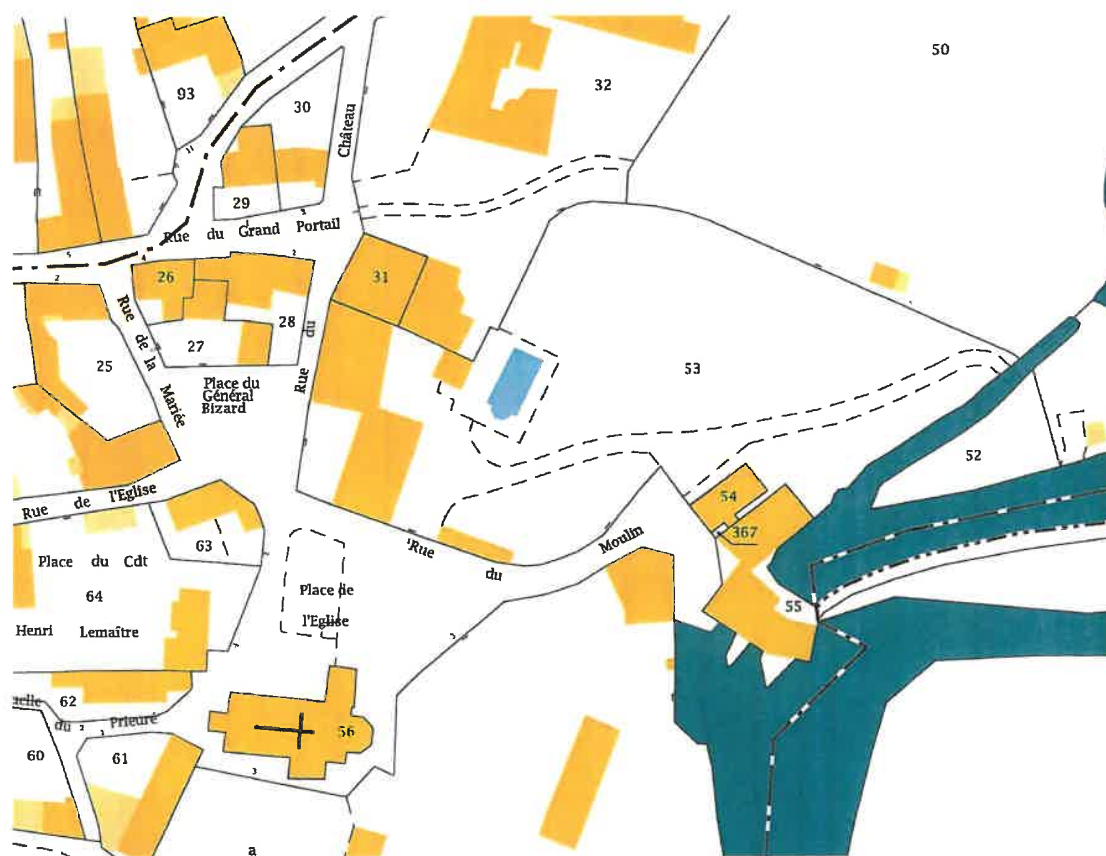 50
93
32
30
Château
29
Rue du Grand Portail
26
31
28
27
25
Rue de la Mariée
Place du
Général
Bizard
Rue du
53
52
Rue de l'Eglise
63
54
367
Rue du Moulin
Place du Cdt
64
Henri Lemaître
Place de
l'Eglise
55
62
du Prieuré
56
60
61
a